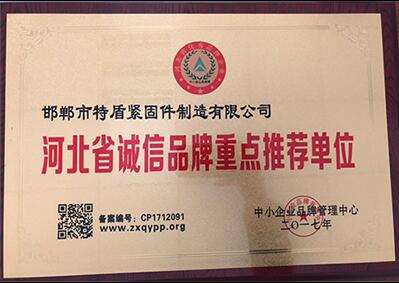 邯郸市特盾紧固件制造有限公司
河北省诚信品牌重点推荐单位
备案编号：CP1712091
www.zxqypp.org
中小企业品牌管理中心
二〇一七年